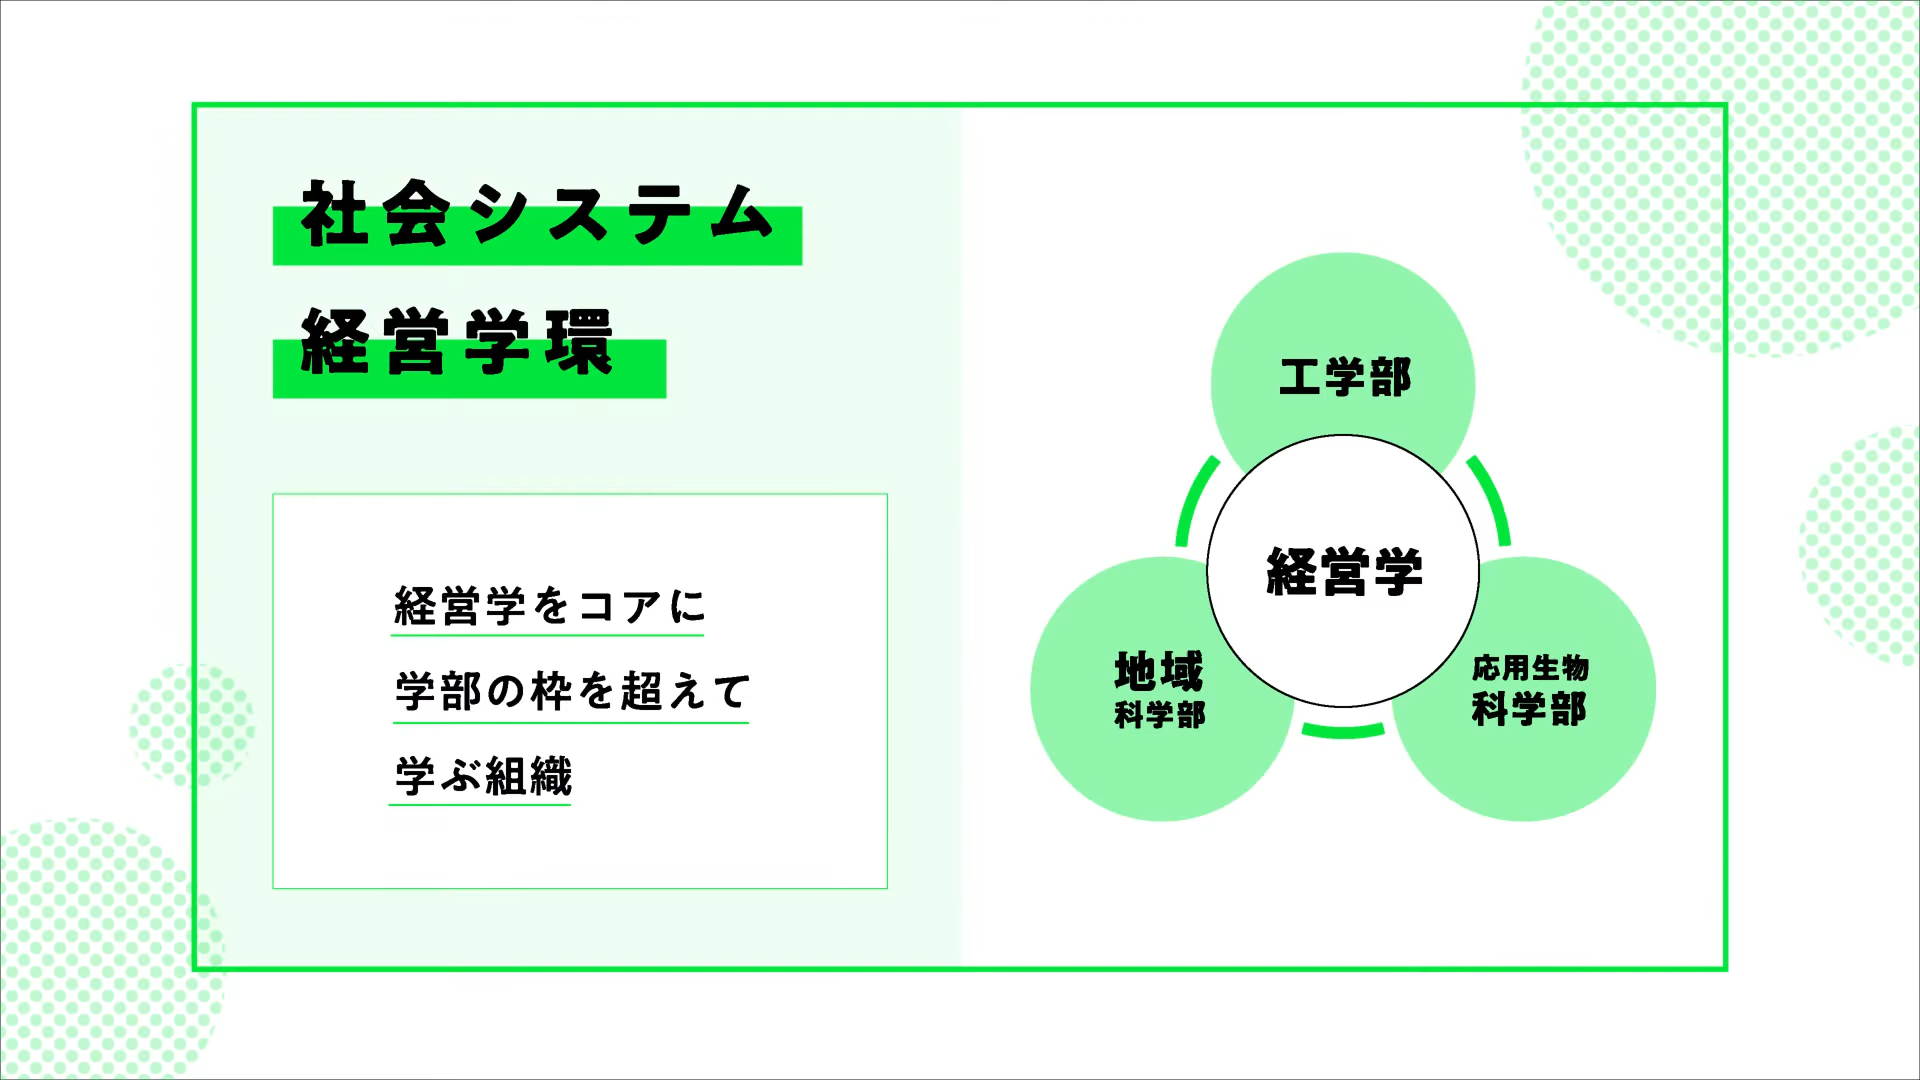 社会システム
経営学環
経営学をコアに
学部の枠を超えて
学ぶ組織
工学部
経営学
地域
科学部
応用生物
科学部